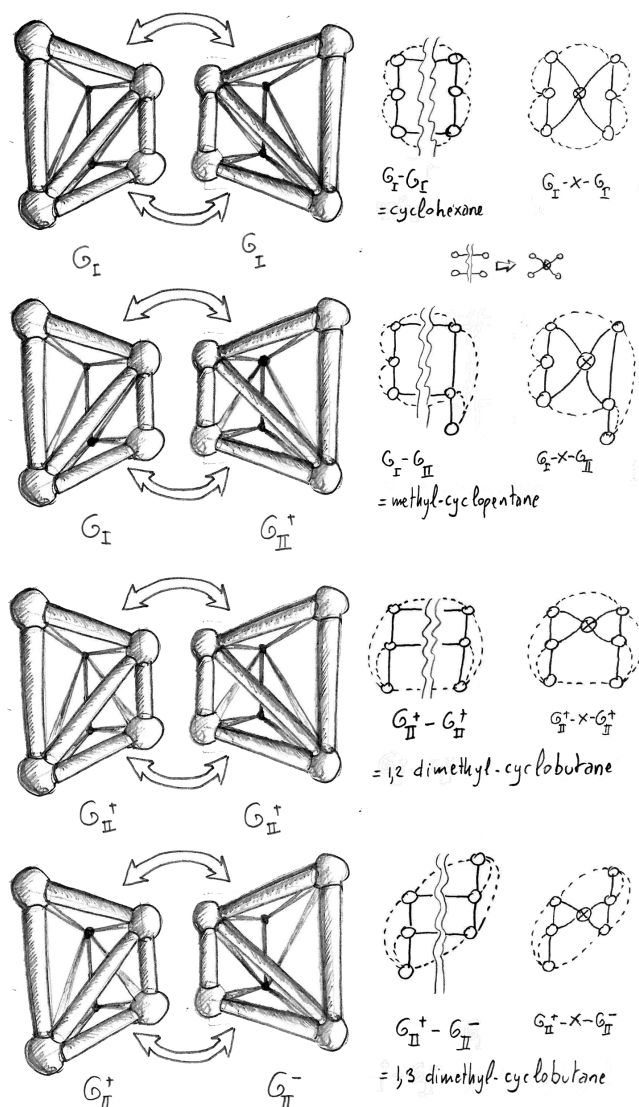 G_I - G_I
G_I - X - G_I
= cyclohexane
G_I
G_I
G_I - G_II
G_I - X - G_II
= methyl-cyclopentane
G_I
G_II^+
G_II^+ - G_II^+
G_II^+ - X - G_II^+
= 1,2 dimethyl-cyclobutane
G_II^+
G_II^+
G_II^+ - G_II^-
G_II^+ - X - G_II^-
= 1,3 dimethyl-cyclobutane
G_II^+
G_II^-